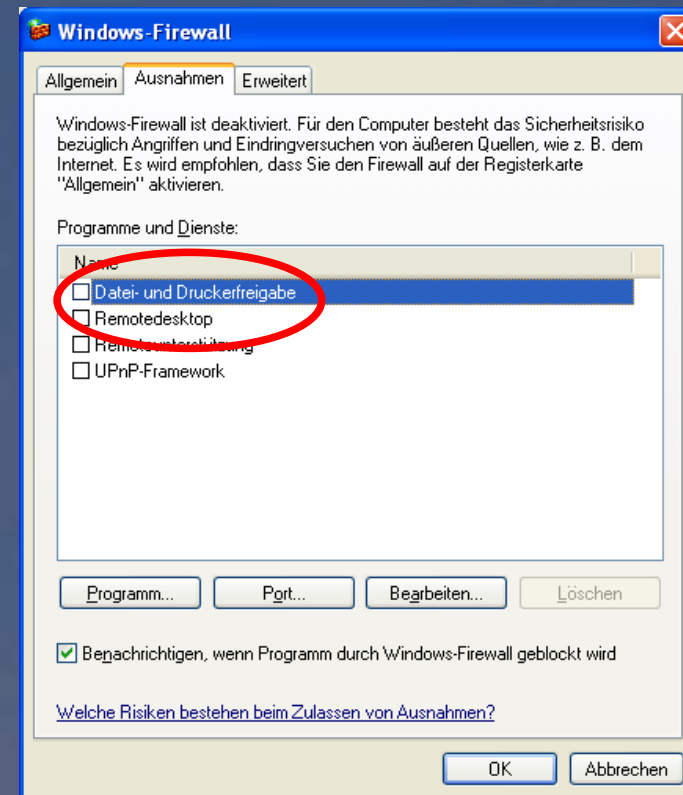 Windows-Firewall
Allgemein Ausnahmen Erweitert
Windows-Firewall ist deaktiviert. Für den Computer besteht das Sicherheitsrisiko
bezüglich Angriffen und Eindringversuchen von äußeren Quellen, wie z. B. dem
Internet. Es wird empfohlen, dass Sie den Firewall auf der Registerkarte
"Allgemein" aktivieren.
Programme und Dienste:
Name
Datei- und Druckerfreigabe
Remotedesktop
Remoteunterstützung
UPnP-Framework
Programm... Port... Bearbeiten... Löschen
Benachrichtigen, wenn Programm durch Windows-Firewall geblockt wird
Welche Risiken bestehen beim Zulassen von Ausnahmen?
OK Abbrechen